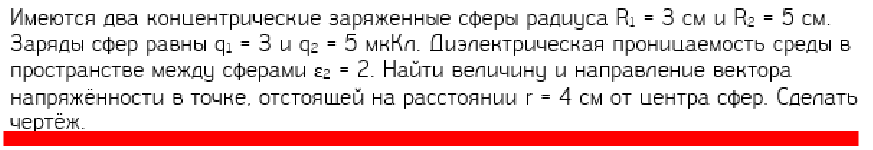 Имеются два концентрические заряженные сферы радиуса R₁ = 3 см и R₂ = 5 см.
Заряды сфер равны q₁ = 3 и q₂ = 5 мкКл. Диэлектрическая проницаемость среды в
пространстве между сферами ε₂ = 2. Найти величину и направление вектора
напряжённости в точке, отстоящей на расстоянии r = 4 см от центра сфер. Сделать
чертёж.